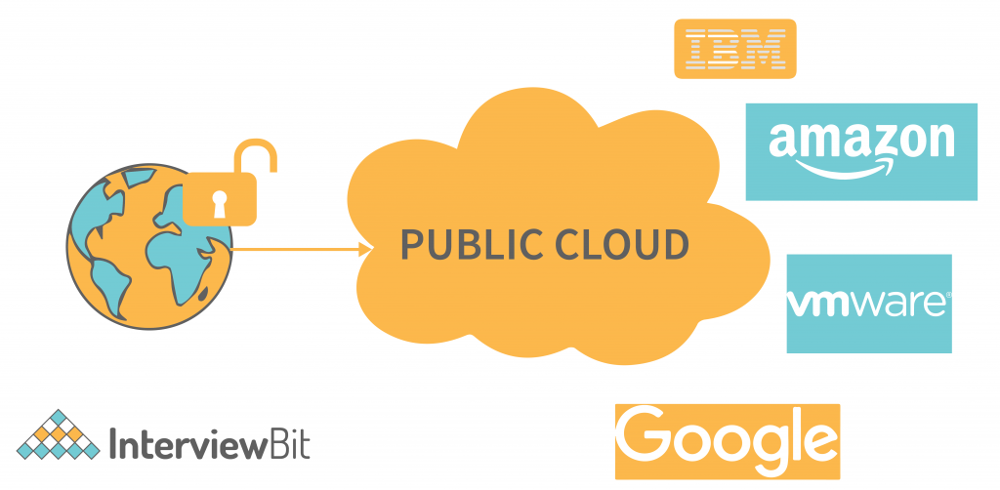 IBM
amazon
PUBLIC CLOUD
vmware®
InterviewBit
Google